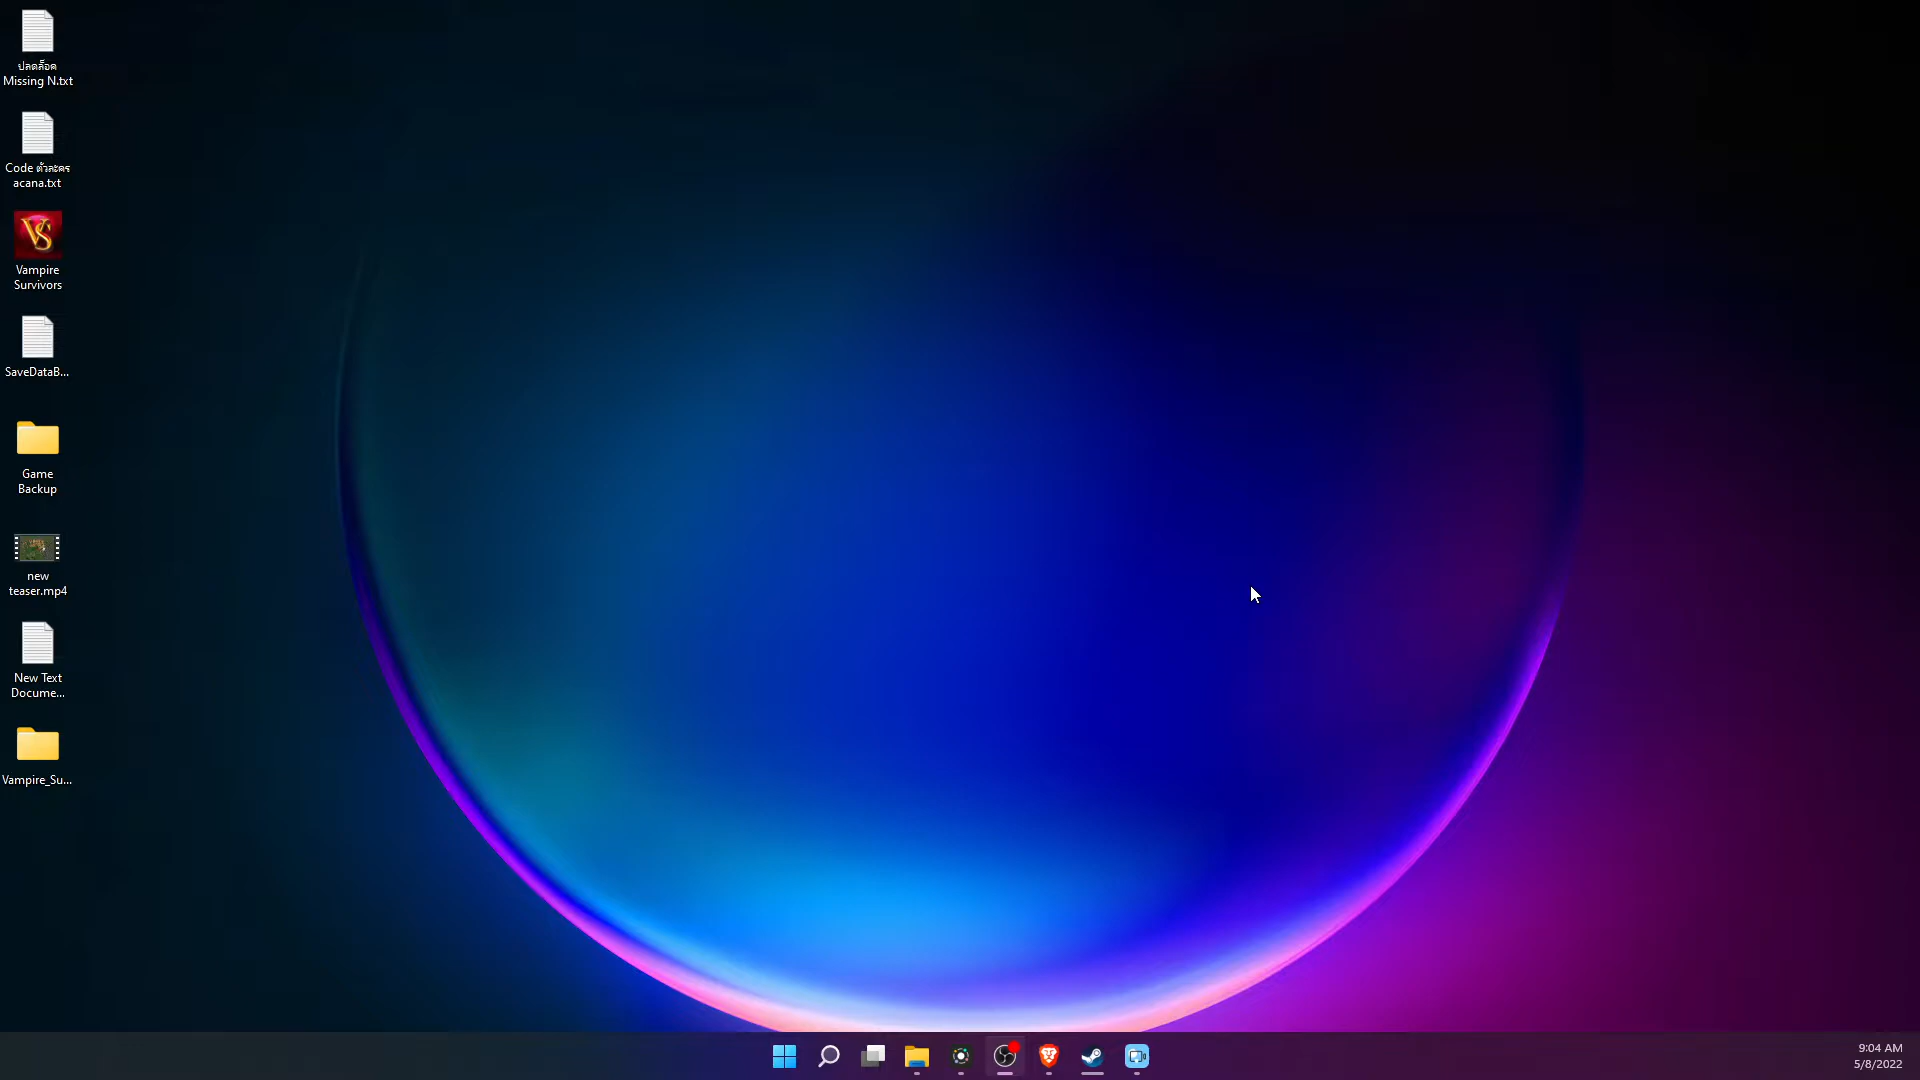 ปลดล็อค
Missing N.txt
Code ตัวละคร
acana.txt
VS
Vampire
Survivors
SaveDataB...
Game
Backup
new
teaser.mp4
New Text
Docume...
Vampire_Su...
9:04 AM
5/8/2022